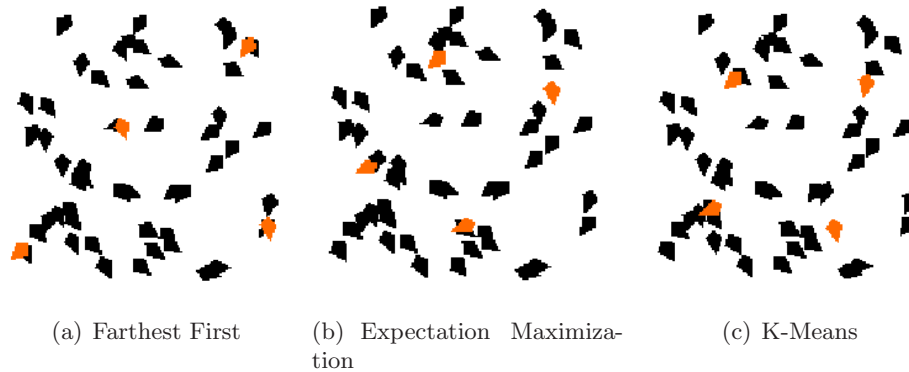 (a) Farthest First
(b) Expectation Maximiza-
tion
(c) K-Means